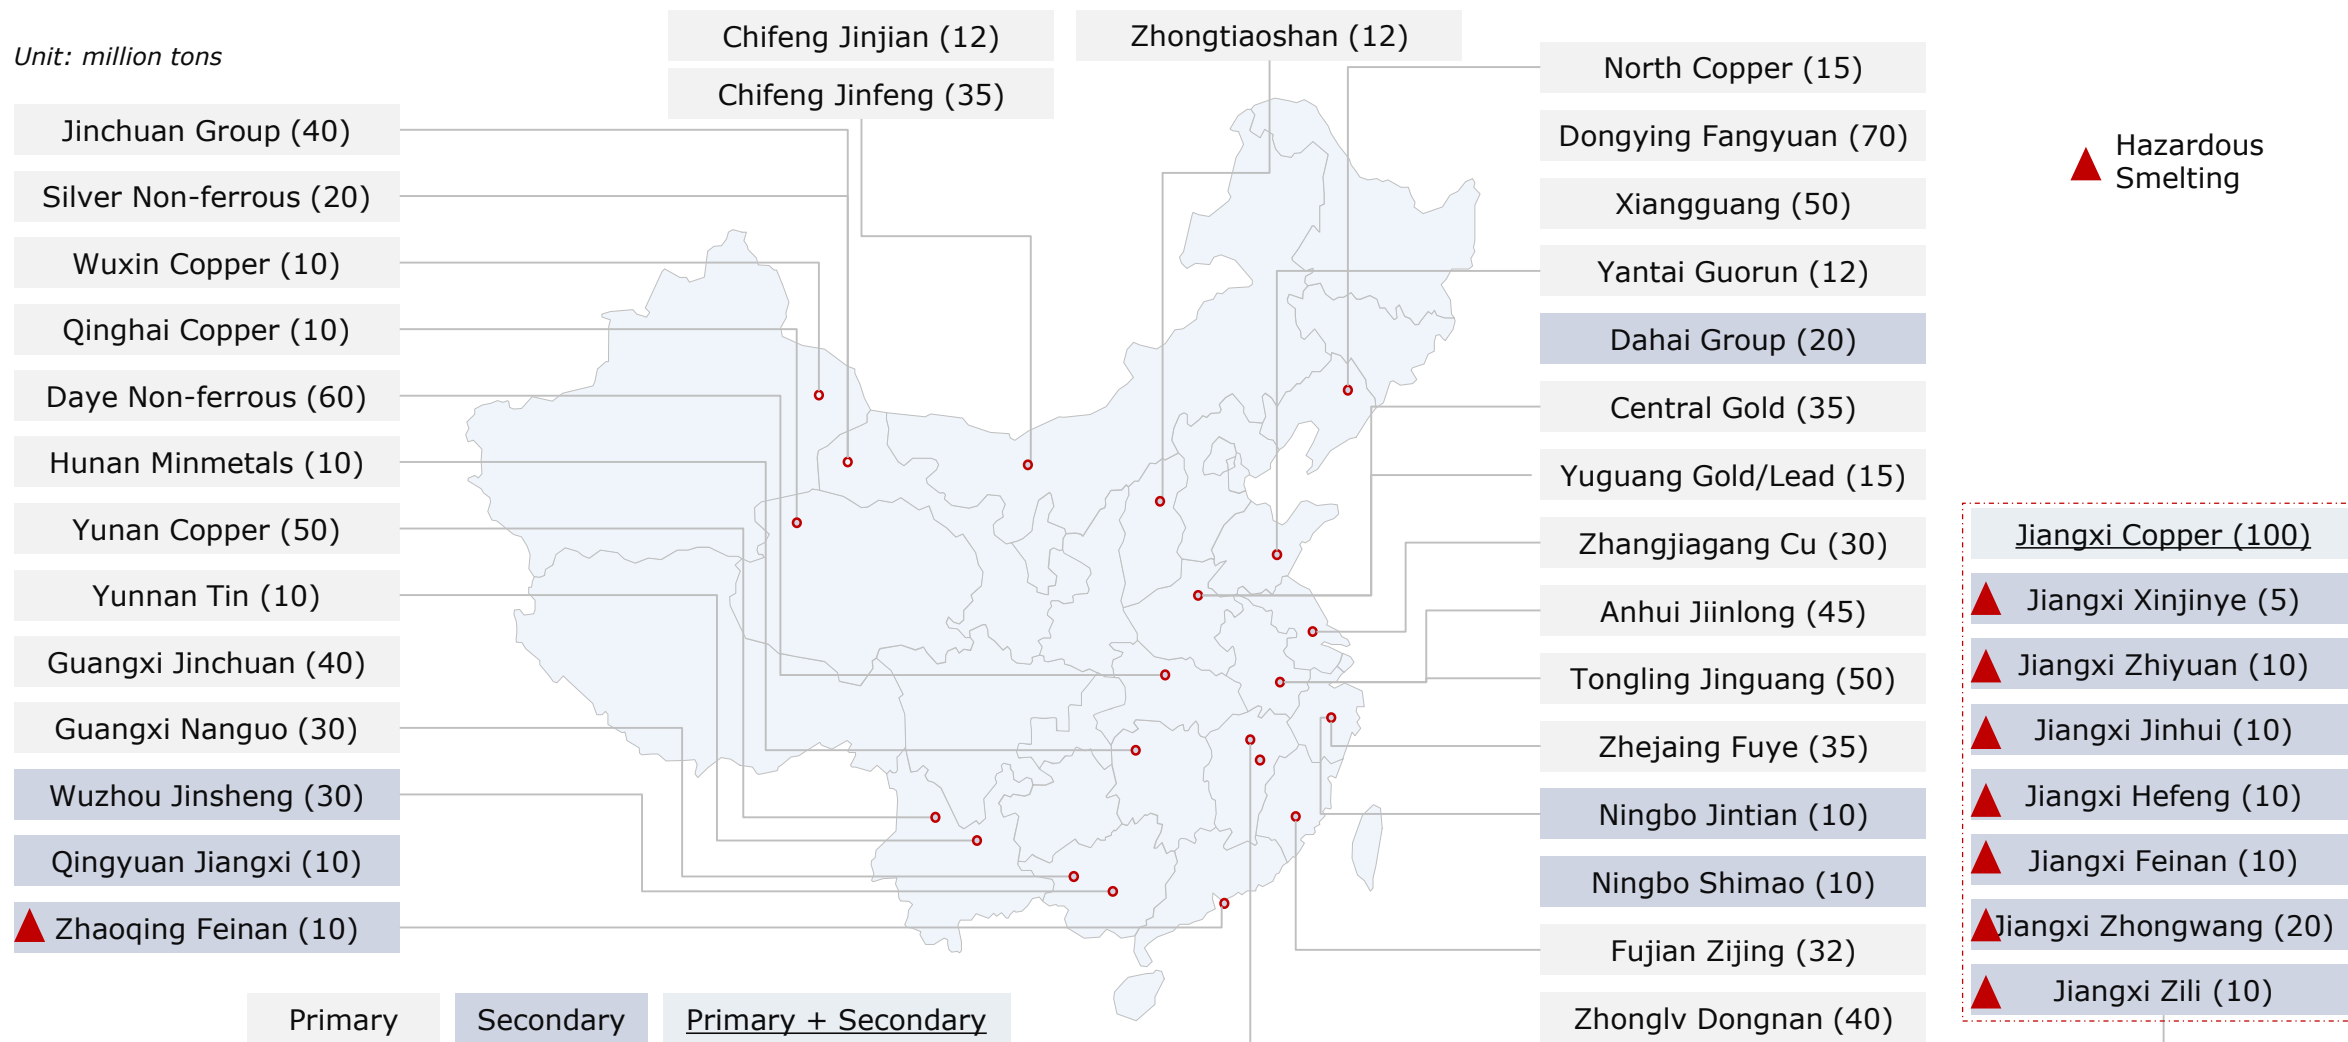 Unit: million tons
Chifeng Jinjian (12)
Chifeng Jinfeng (35)
Zhongtiaoshan (12)
Jinchuan Group (40)
Silver Non-ferrous (20)
Wuxin Copper (10)
Qinghai Copper (10)
Daye Non-ferrous (60)
Hunan Minmetals (10)
Yunan Copper (50)
Yunnan Tin (10)
Guangxi Jinchuan (40)
Guangxi Nanguo (30)
Wuzhou Jinsheng (30)
Qingyuan Jiangxi (10)
Zhaoqing Feinan (10)
North Copper (15)
Dongying Fangyuan (70)
Xiangguang (50)
Yantai Guorun (12)
Dahai Group (20)
Central Gold (35)
Yuguang Gold/Lead (15)
Zhangjiagang Cu (30)
Anhui Jiinlong (45)
Tongling Jinguang (50)
Zhejaing Fuye (35)
Ningbo Jintian (10)
Ningbo Shimao (10)
Fujian Zijing (32)
Zhonglv Dongnan (40)
Hazardous
Smelting
Jiangxi Copper (100)
Jiangxi Xinjinye (5)
Jiangxi Zhiyuan (10)
Jiangxi Jinhui (10)
Jiangxi Hefeng (10)
Jiangxi Feinan (10)
Jiangxi Zhongwang (20)
Jiangxi Zili (10)
Primary
Secondary
Primary + Secondary